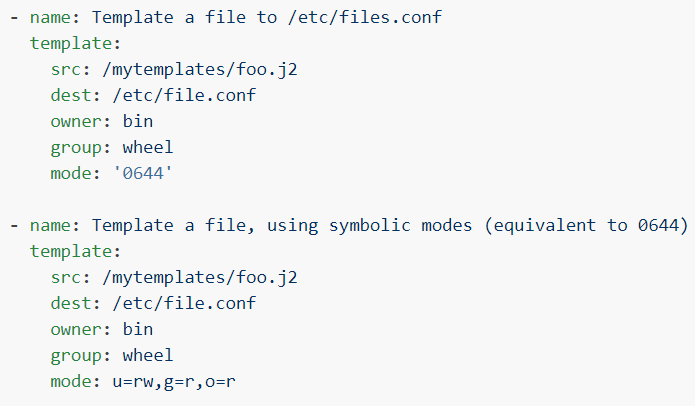 - name: Template a file to /etc/files.conf
  template:
    src: /mytemplates/foo.j2
    dest: /etc/file.conf
    owner: bin
    group: wheel
    mode: '0644'

- name: Template a file, using symbolic modes (equivalent to 0644)
  template:
    src: /mytemplates/foo.j2
    dest: /etc/file.conf
    owner: bin
    group: wheel
    mode: u=rw,g=r,o=r